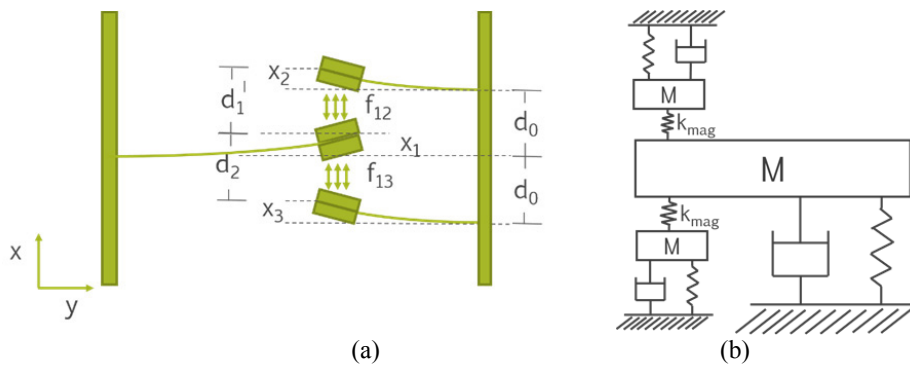 x₂
d₁
f₁₂
d₀
x₁
d₂
f₁₃
d₀
x₃
x
y
(a)
M
kmag
M
kmag
M
(b)